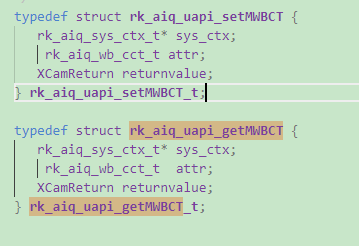 typedef struct rk_aiq_uapi_setMWBCT {
rk_aiq_sys_ctx_t* sys_ctx;
rk_aiq_wb_cct_t attr;
XCamReturn returnvalue;
} rk_aiq_uapi_setMWBCT_t;
typedef struct rk_aiq_uapi_getMWBCT {
rk_aiq_sys_ctx_t* sys_ctx;
rk_aiq_wb_cct_t  attr;
XCamReturn returnvalue;
} rk_aiq_uapi_getMWBCT_t;